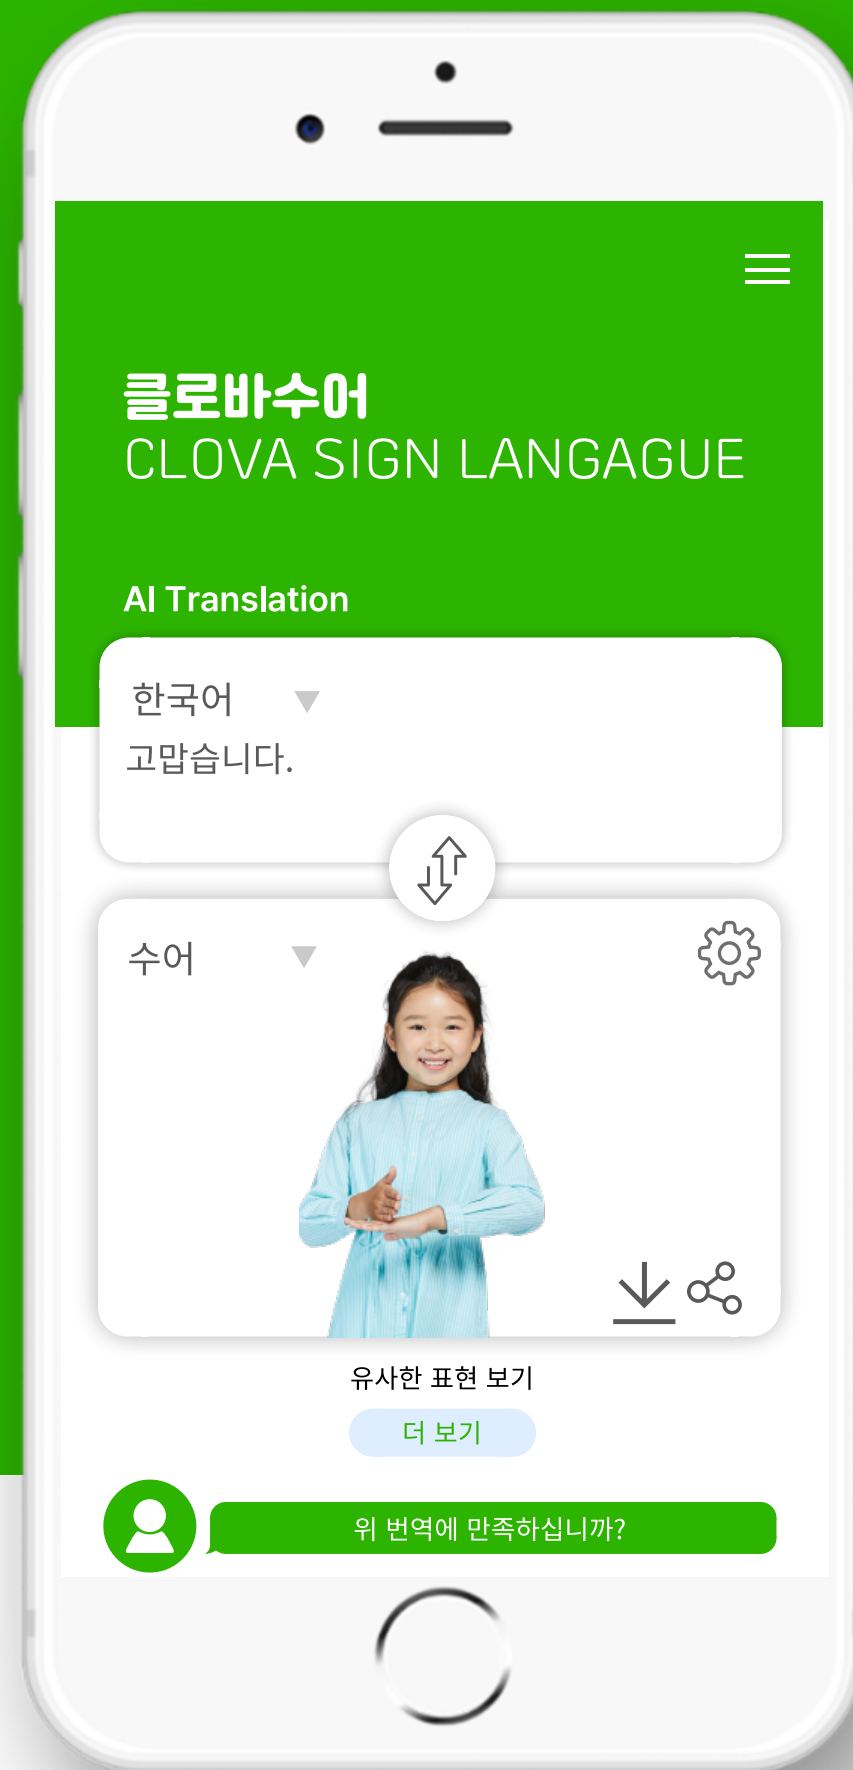 클로바수어
CLOVA SIGN LANGAGUE
AI Translation
한국어
고맙습니다.
수어
유사한 표현 보기
더 보기
위 번역에 만족하십니까?